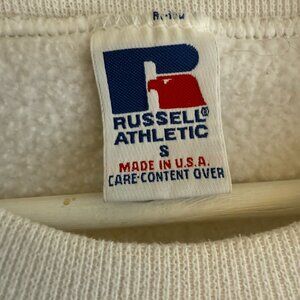 RUSSELL®
ATHLETIC
S
MADE IN U.S.A.
CARE-CONTENT OVER